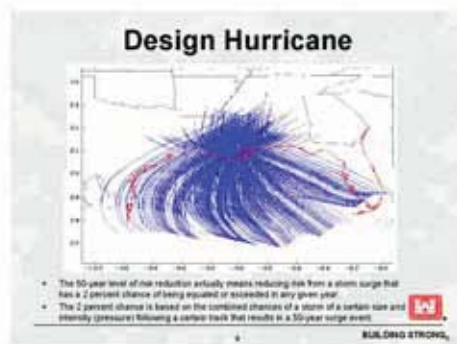 Design Hurricane
• The 50-year level of risk reduction actually means reducing risk from a storm surge that
has a 2 percent chance of being equaled or exceeded in any given year.
• The 2 percent chance is based on the combined chances of a storm of a certain size and
intensity (pressure) following a certain track that results in a 50-year surge event.
BUILDING STRONG®